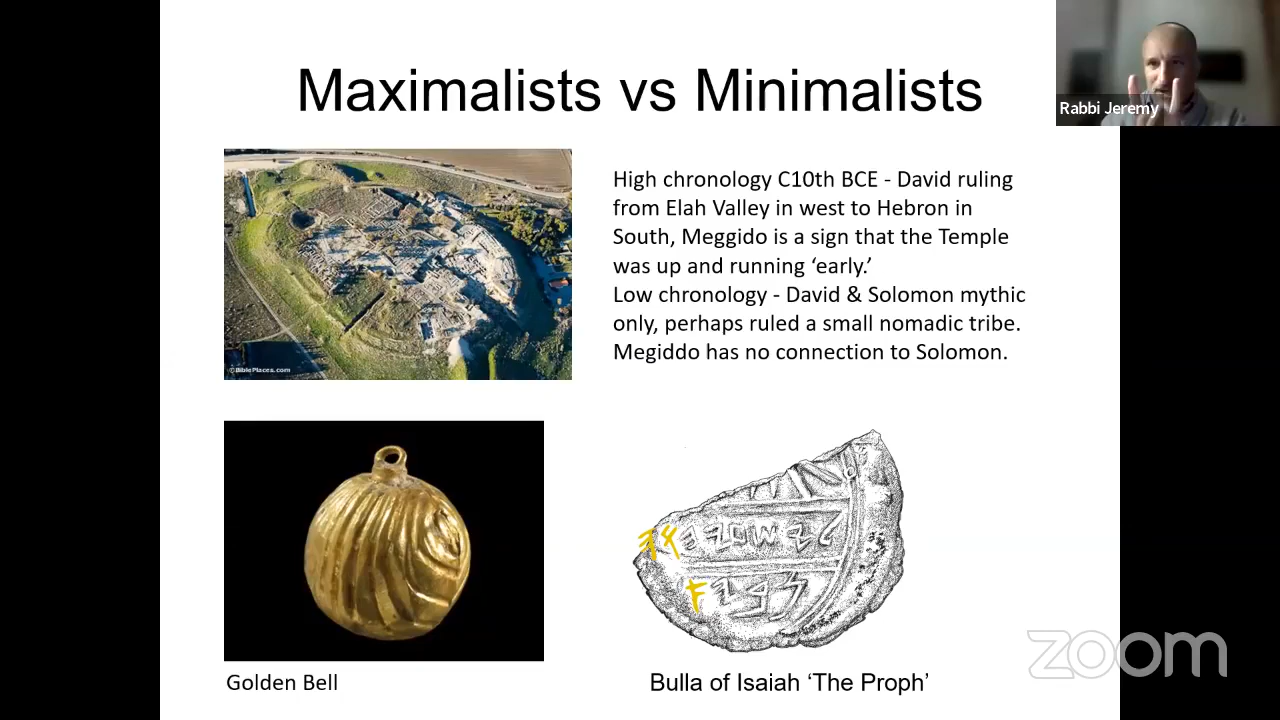 Maximalists vs Minimalists
Rabbi Jeremy
High chronology C10th BCE - David ruling
from Elah Valley in west to Hebron in
South, Meggido is a sign that the Temple
was up and running ‘early.’
Low chronology - David & Solomon mythic
only, perhaps ruled a small nomadic tribe.
Megiddo has no connection to Solomon.
©BiblePlaces.com
Golden Bell
Bulla of Isaiah ‘The Proph’
zoom